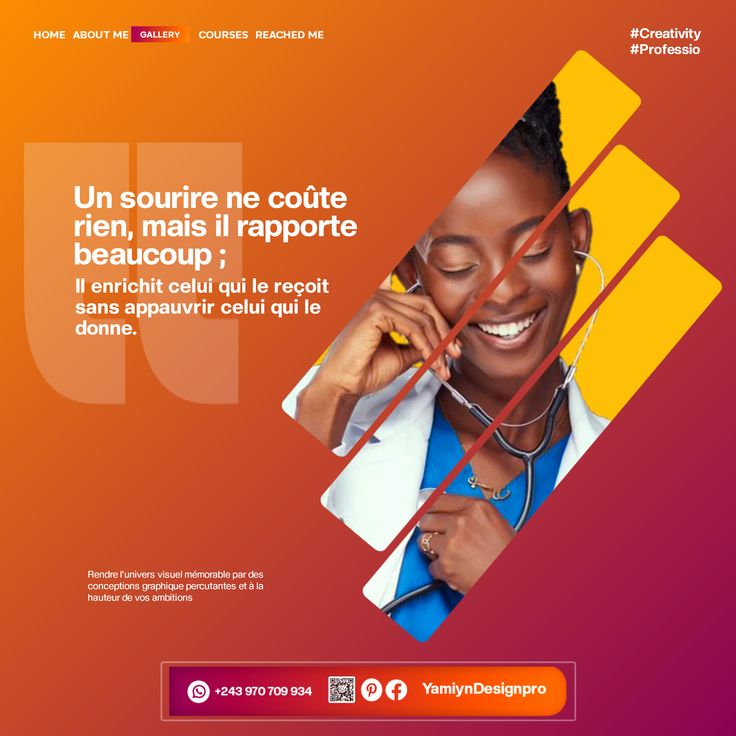 HOME ABOUT ME GALLERY COURSES REACHED ME
#Creativity
#Professio
Un sourire ne coûte
rien, mais il rapporte
beaucoup ;
Il enrichit celui qui le reçoit
sans appauvrir celui qui le
donne.
Rendre l'univers visuel mémorable par des
conceptions graphique percutantes et à la
hauteur de vos ambitions
+243 970 709 934 YamiynDesignpro